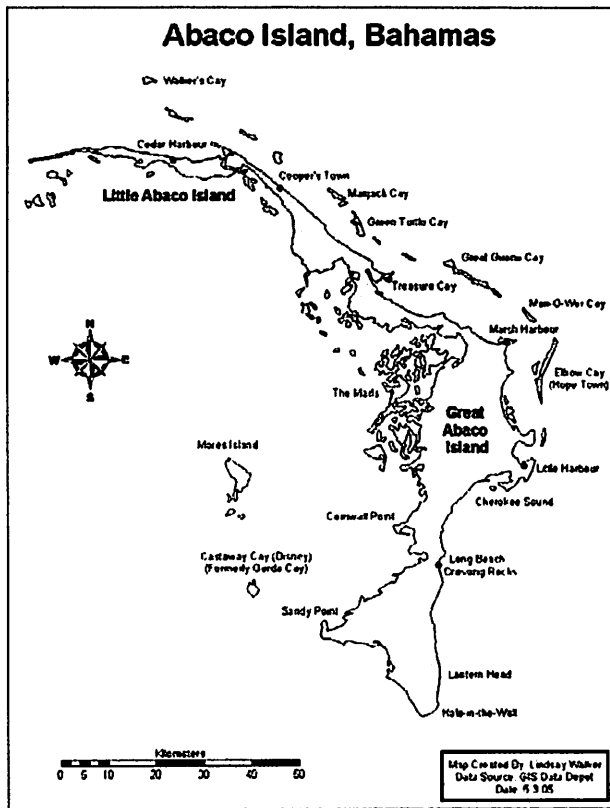 Abaco Island, Bahamas
Walker's Cay
Cedar Harbour
Cooper's Town
Little Abaco Island
Manjack Cay
Green Turtle Cay
Great Guana Cay
Treasure Cay
Man-O-War Cay
Marsh Harbour
N
W E
S
Elbow Cay
(Hope Town)
The Marls
Great
Abaco
Island
Mores Island
Little Harbour
Cherokee Sound
Cornwall Point
Castaway Cay (Disney)
(Formerly Gorda Cay)
Long Beach
Crossing Rocks
Sandy Point
Lantern Head
Hole-in-the-Wall
Kilometers
0 5 10 20 30 40 50
Map Created By: Lindsay Walker
Data Source: GIS Data Depot
Date: 5.3.05